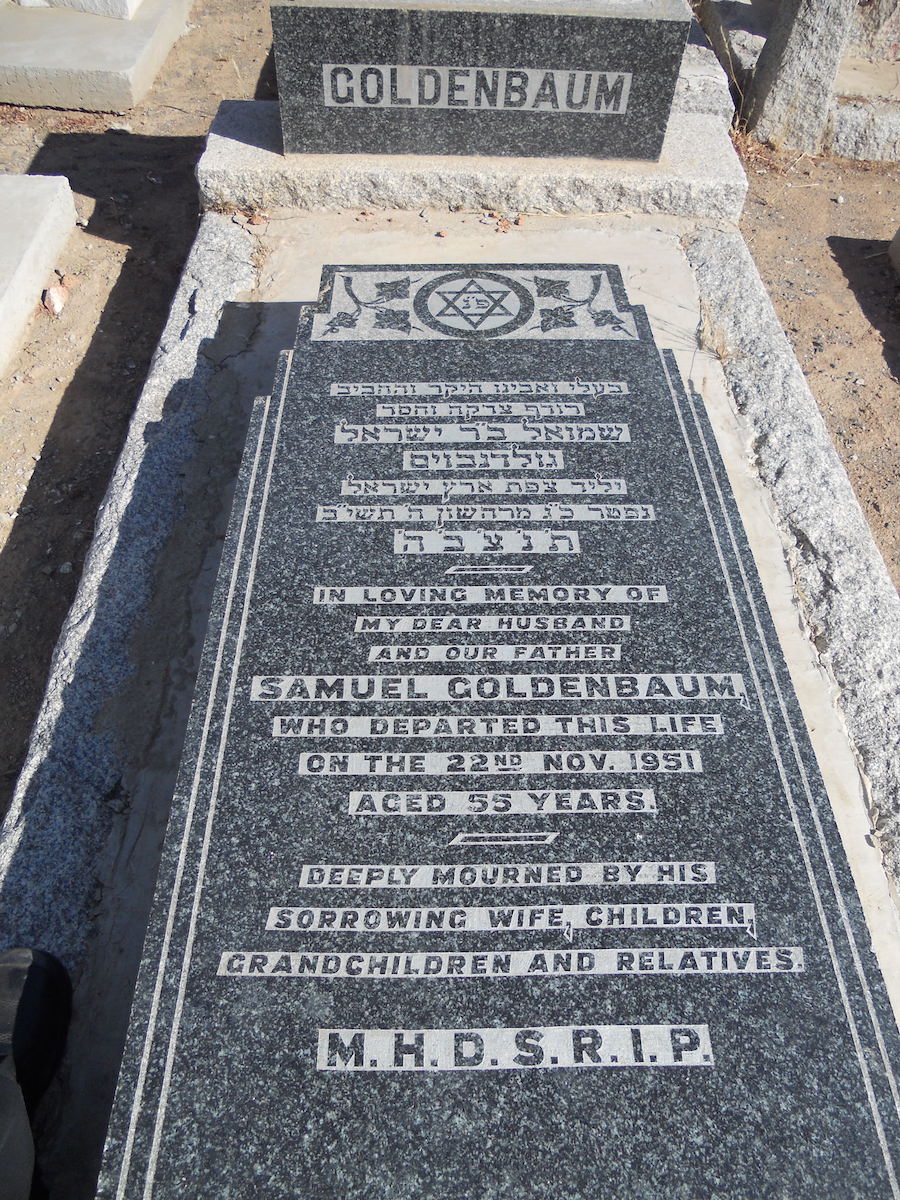 GOLDENBAUM
פ"נ
בעלי ואבינו היקר והחביב
רודף צדקה וחסד
שמואל ב"ר ישראל
גולדנבוים
יליד צפת ארץ ישראל
נפטר כ"ג מרחשון ה' תשי"ב
ת' נ' צ' ב' ה'
IN LOVING MEMORY OF
MY DEAR HUSBAND
AND OUR FATHER
SAMUEL GOLDENBAUM,
WHO DEPARTED THIS LIFE
ON THE 22ND NOV. 1951
AGED 55 YEARS.
DEEPLY MOURNED BY HIS
SORROWING WIFE, CHILDREN,
GRANDCHILDREN AND RELATIVES.
M.H.D.S.R.I.P.